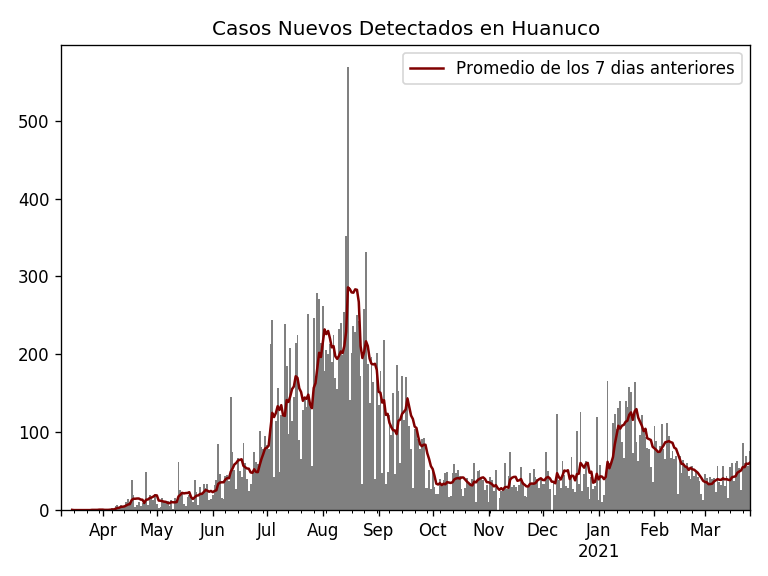 Casos Nuevos Detectados en Huanuco
Promedio de los 7 dias anteriores
500
400
300
200
100
0
Apr May Jun Jul Aug Sep Oct Nov Dec Jan Feb Mar
2021